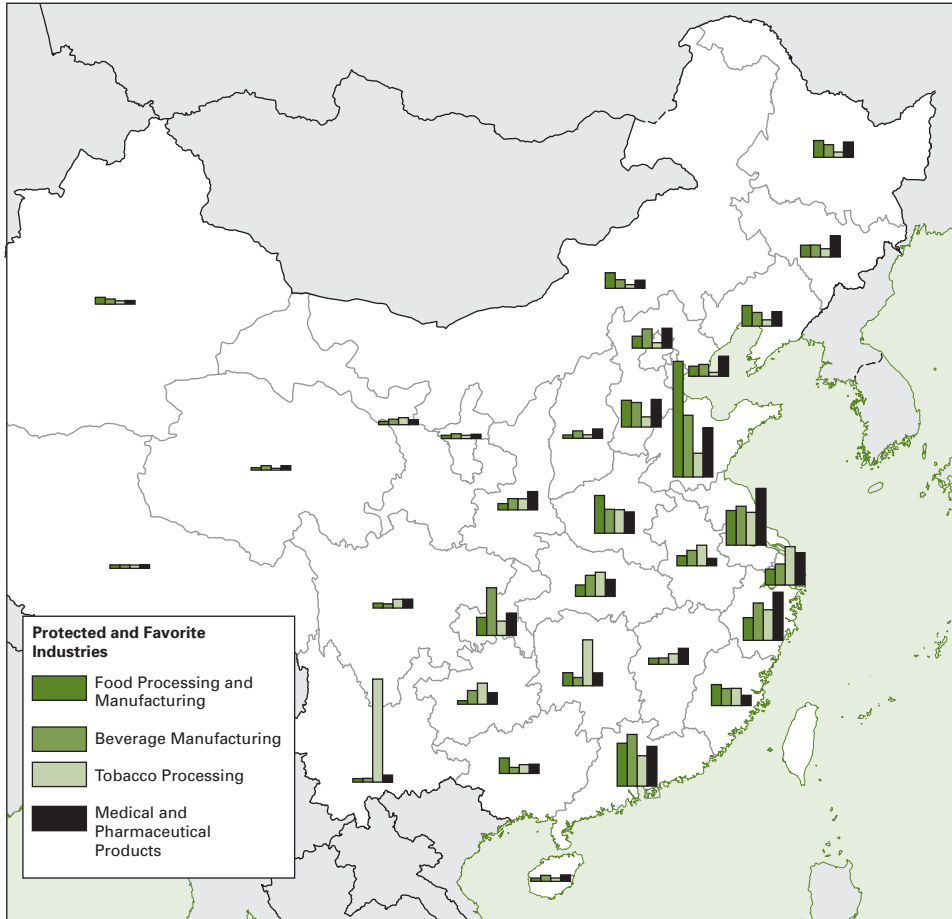 Protected and Favorite
Industries
Food Processing and
Manufacturing
Beverage Manufacturing
Tobacco Processing
Medical and
Pharmaceutical
Products